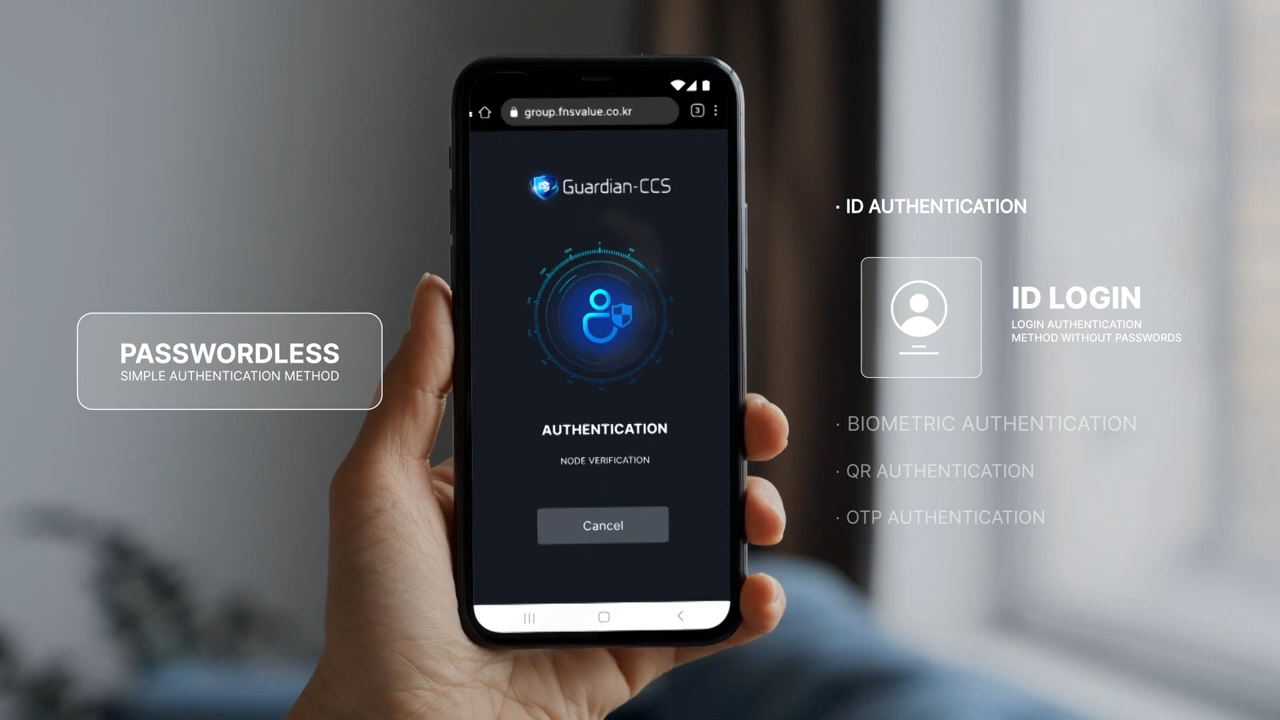 PASSWORDLESS
SIMPLE AUTHENTICATION METHOD
group.fnsvalue.co.kr
3
Guardian-CCS
AUTHENTICATION
NODE VERIFICATION
Cancel
· ID AUTHENTICATION
ID LOGIN
LOGIN AUTHENTICATION
METHOD WITHOUT PASSWORDS
· BIOMETRIC AUTHENTICATION
· QR AUTHENTICATION
· OTP AUTHENTICATION